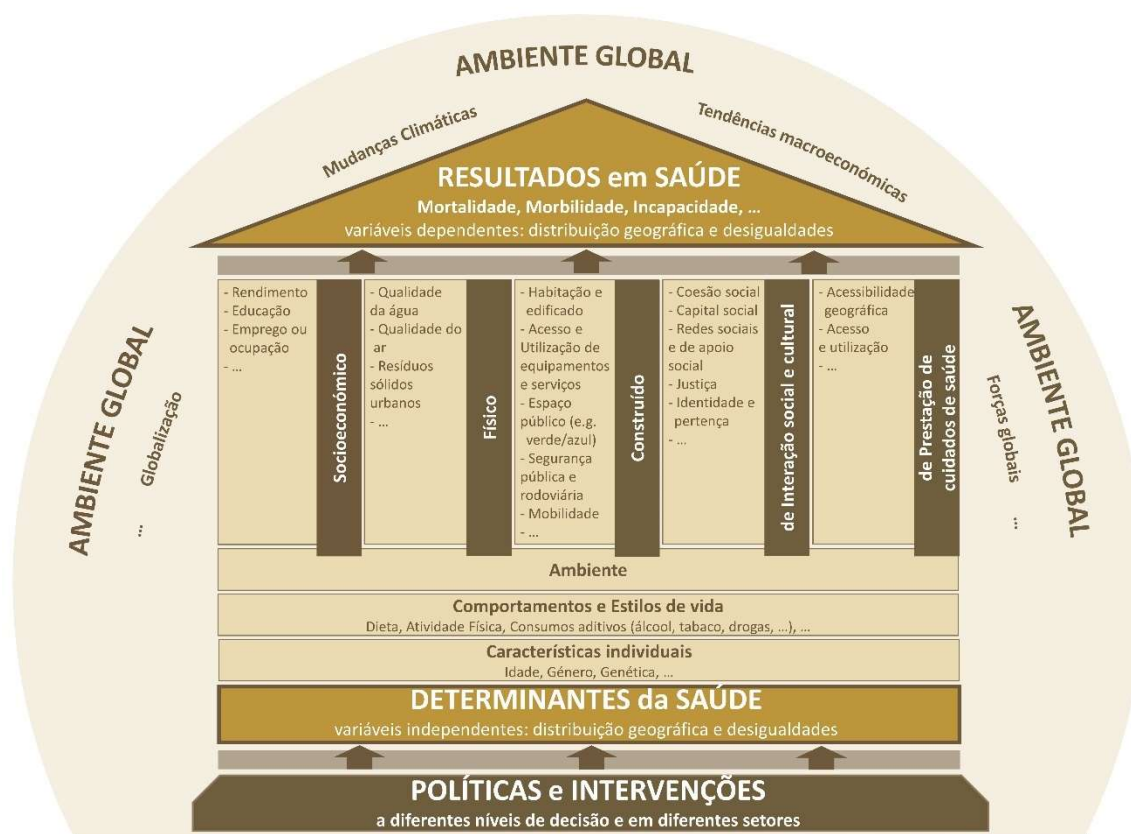 AMBIENTE GLOBAL
Mudanças Climáticas
Tendências macroeconómicas
RESULTADOS em SAÚDE
Mortalidade, Morbilidade, Incapacidade, ...
variáveis dependentes: distribuição geográfica e desigualdades
AMBIENTE GLOBAL
... Globalização
- Rendimento
- Educação
- Emprego ou
ocupação
- ...
Socioeconómico
- Qualidade
da água
- Qualidade do
ar
- Resíduos
sólidos
urbanos
- ...
Físico
- Habitação e
edificado
- Acesso e
Utilização de
equipamentos
e serviços
- Espaço
público (e.g.
verde/azul)
- Segurança
pública e
rodoviária
- Mobilidade
- ...
Construído
- Coesão social
- Capital social
- Redes sociais
e de apoio
social
- Justiça
- Identidade e
pertença
- ...
de Interação social e cultural
- Acessibilidade
geográfica
- Acesso
e utilização
- ...
de Prestação de
cuidados de saúde
Forças globais ...
AMBIENTE GLOBAL
Ambiente
Comportamentos e Estilos de vida
Dieta, Atividade Física, Consumos aditivos (álcool, tabaco, drogas, ...), ...
Características individuais
Idade, Género, Genética, ...
DETERMINANTES da SAÚDE
variáveis independentes: distribuição geográfica e desigualdades
POLÍTICAS e INTERVENÇÕES
a diferentes níveis de decisão e em diferentes setores